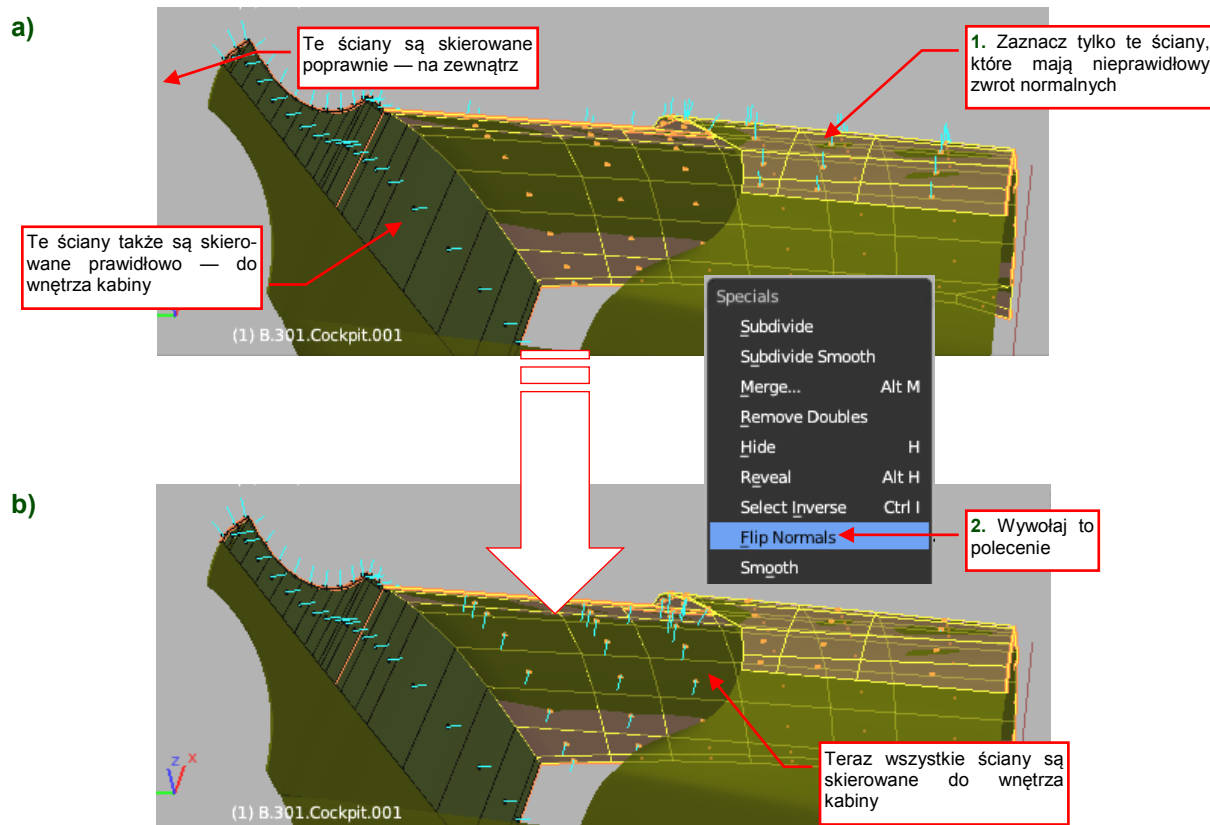 a)
Te ściany są skierowane
poprawnie — na zewnątrz
1. Zaznacz tylko te ściany,
które mają nieprawidłowy
zwrot normalnych
Te ściany także są skiero-
wane prawidłowo — do
wnętrza kabiny
(1) B.301.Cockpit.001
Specials
Subdivide
Subdivide Smooth
Merge... Alt M
Remove Doubles
Hide H
Reveal Alt H
Select Inverse Ctrl I
Flip Normals
Smooth
b)
2. Wywołaj to
polecenie
Teraz wszystkie ściany są
skierowane do wnętrza
kabiny
z x
(1) B.301.Cockpit.001